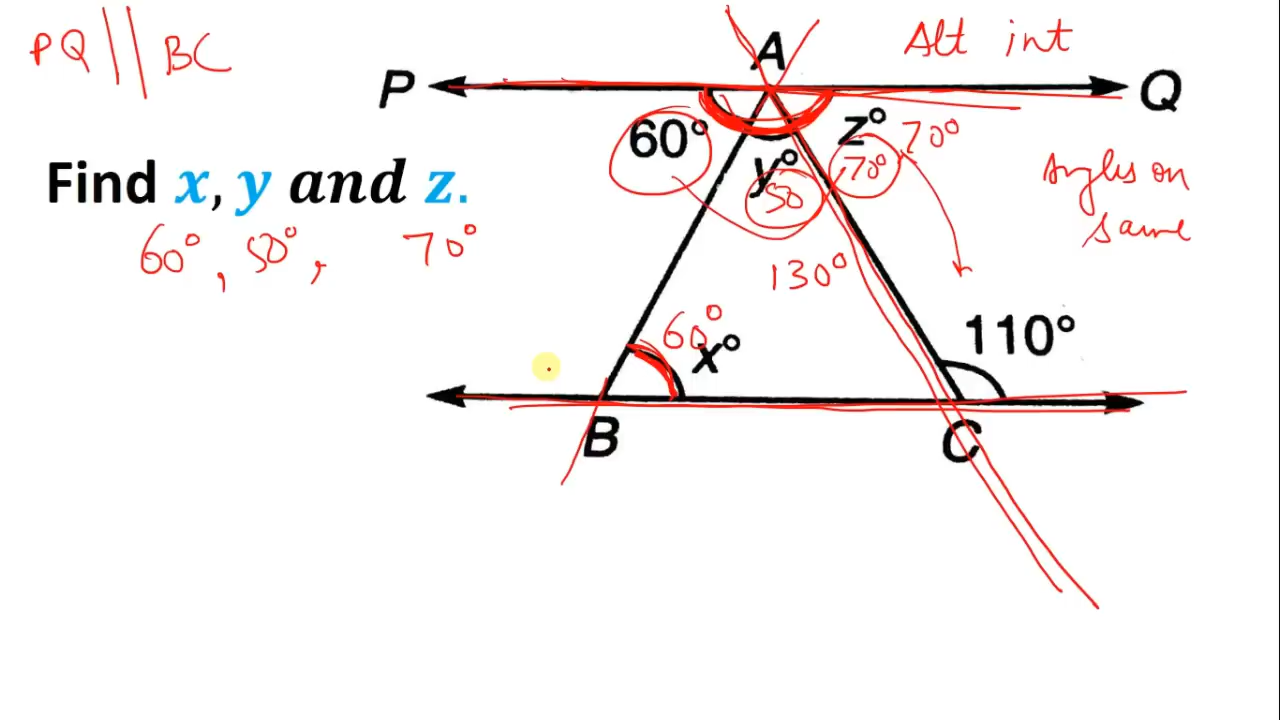 PQ || BC
A
Alt int
P
Q
60°
z°
70°
y°
70°
50
Angles on
same
Find x, y and z.
60°, 50°, 70°
130°
60°
x°
110°
B
C